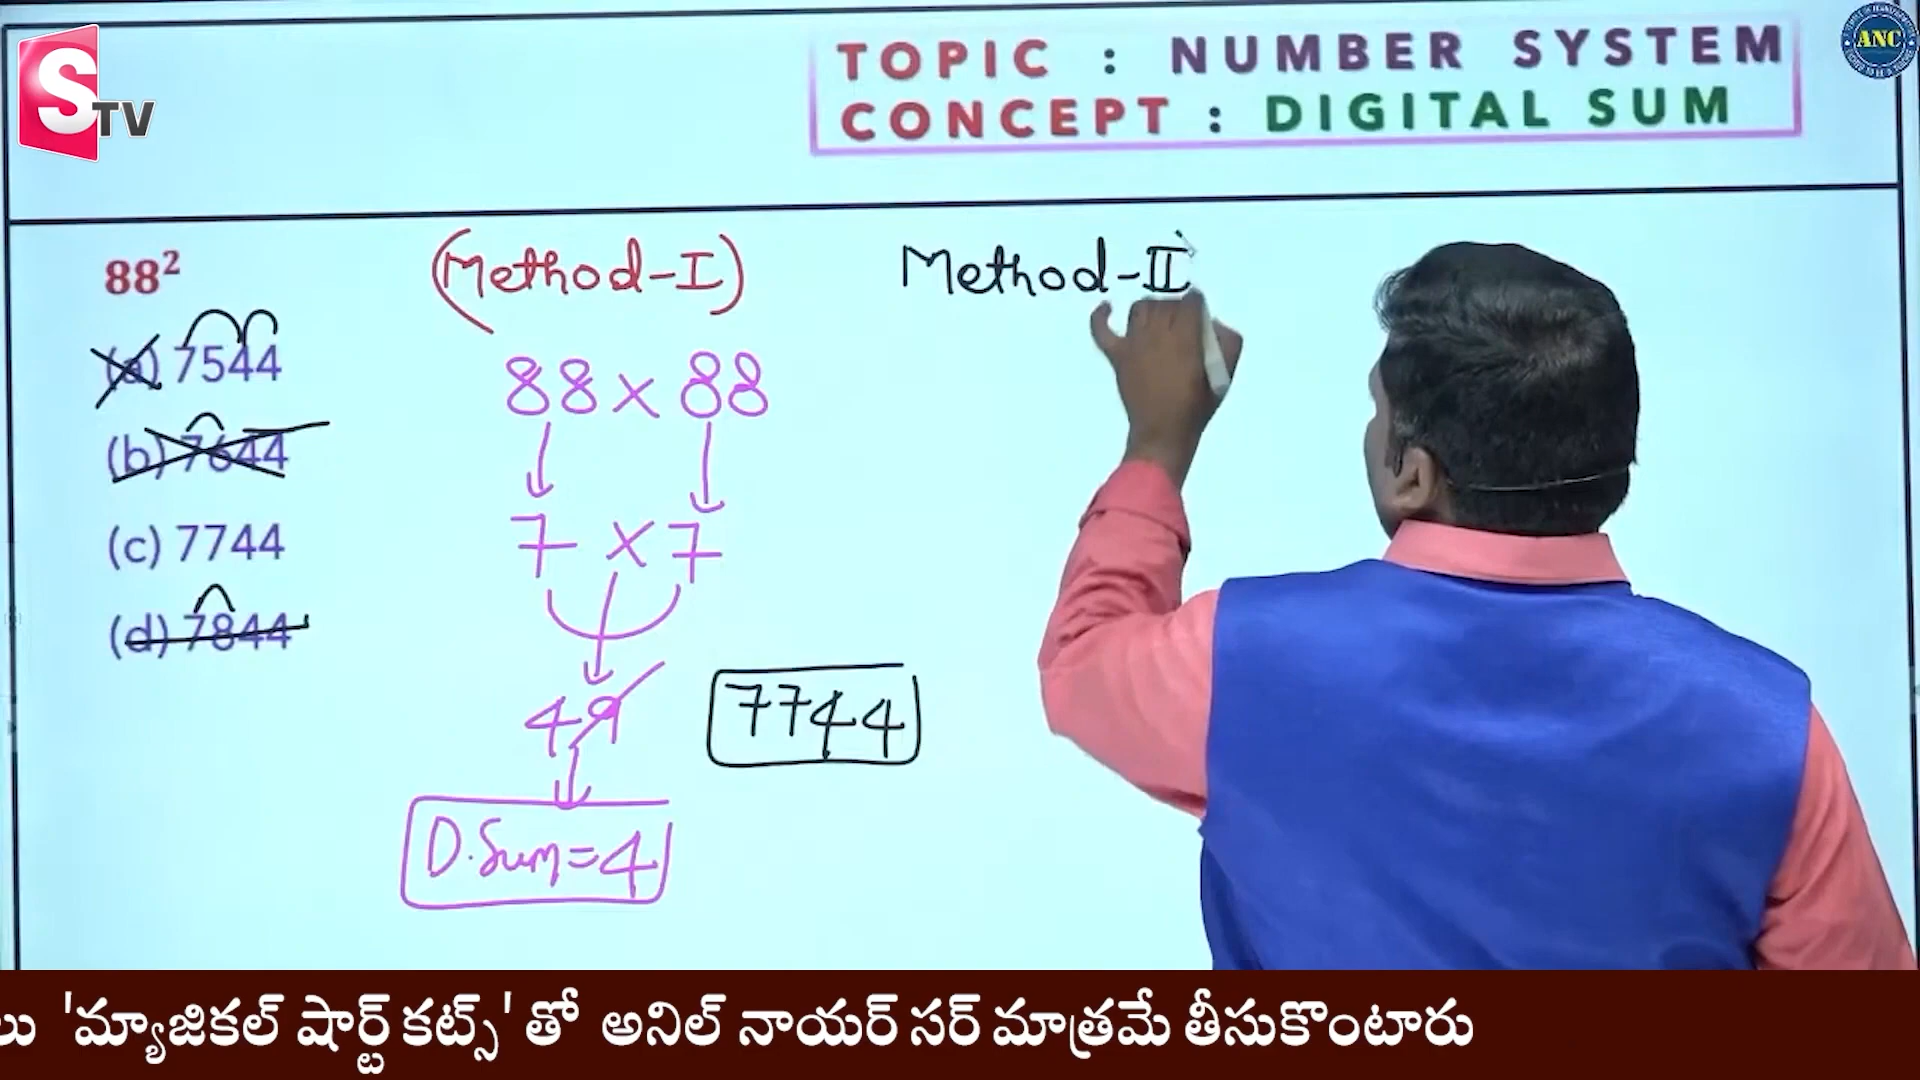 STV
TOPIC : NUMBER SYSTEM
CONCEPT : DIGITAL SUM
ANC
88²
(a) 7544
(b) 7644
(c) 7744
(d) 7844
(Method-I)
88 × 88
7 × 7
49
D.Sum=4
7744
Method-II
లు 'మ్యాజికల్ షార్ట్ కట్స్' తో అనిల్ నాయర్ సర్ మాత్రమే తీసుకొంటారు